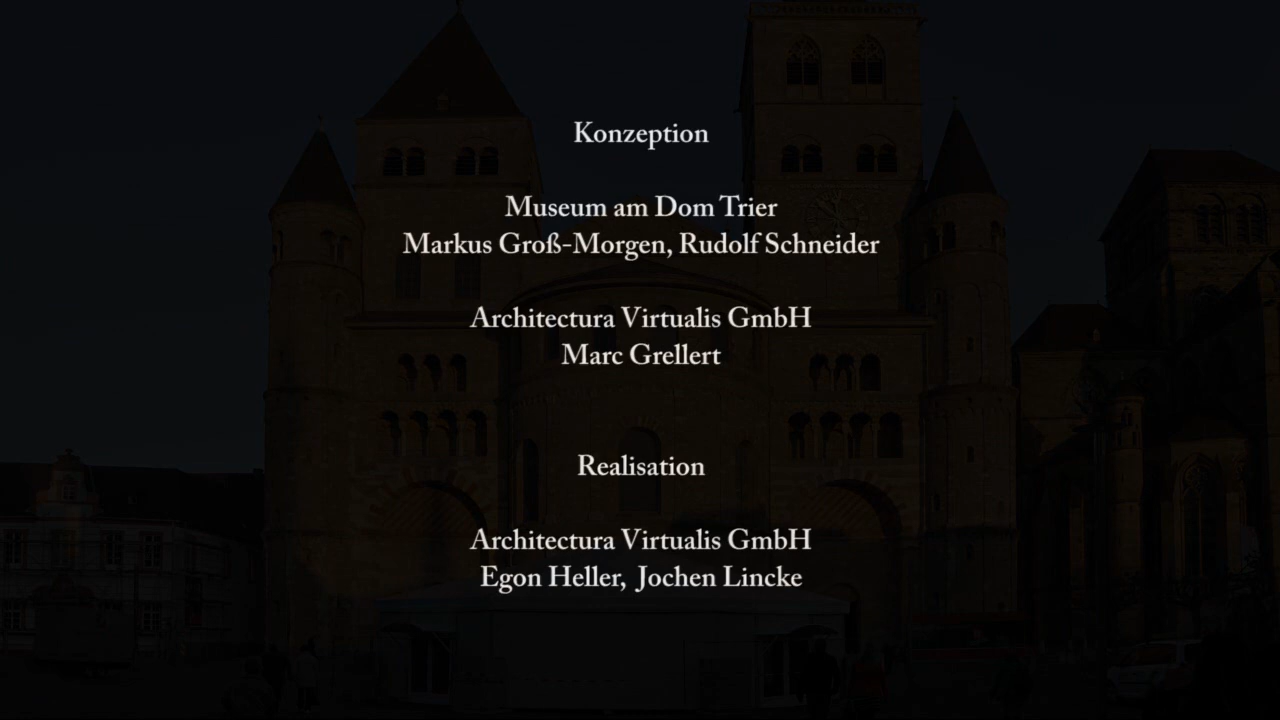 Konzeption
Museum am Dom Trier
Markus Groß-Morgen, Rudolf Schneider
Architectura Virtualis GmbH
Marc Grellert
Realisation
Architectura Virtualis GmbH
Egon Heller, Jochen Lincke